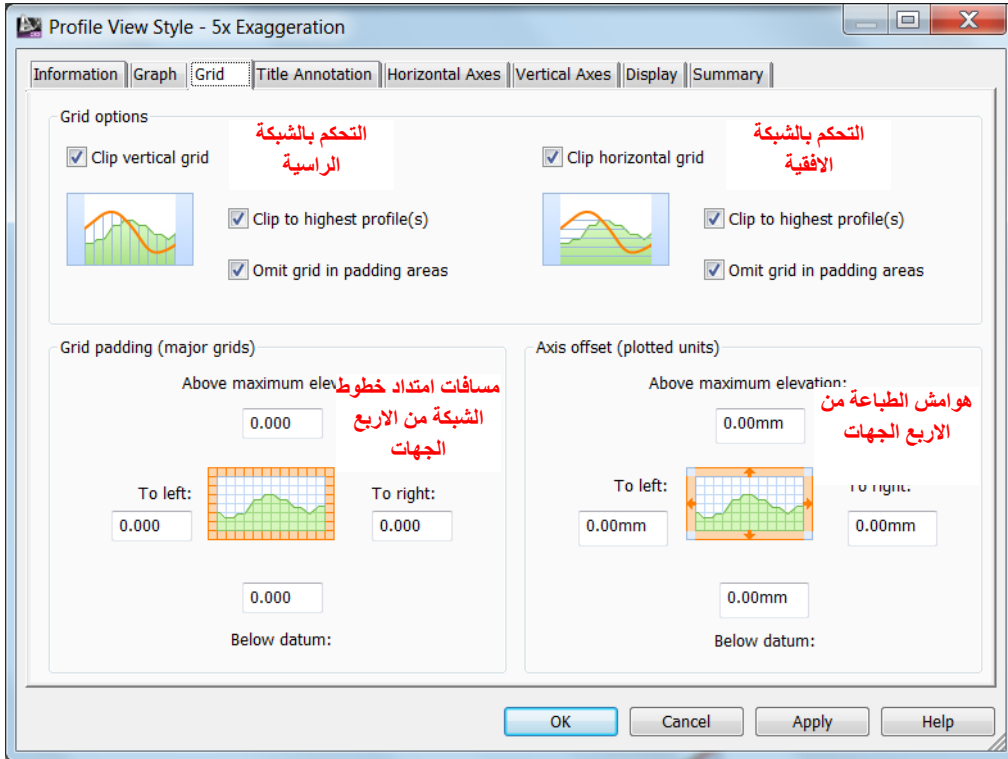 Profile View Style - 5x Exaggeration
Information Graph Grid Title Annotation Horizontal Axes Vertical Axes Display Summary
Grid options
Clip vertical grid
التحكم بالشبكة
الراسية
Clip to highest profile(s)
Omit grid in padding areas
Clip horizontal grid
التحكم بالشبكة
الافقية
Clip to highest profile(s)
Omit grid in padding areas
Grid padding (major grids)
Above maximum
مسافات امتداد خطوط
الشبكة من الاربع
الجهات
0.000
To left:
0.000
To right:
0.000
0.000
Below datum:
Axis offset (plotted units)
Above maximum elevation:
هوامش الطباعة من
الاربع الجهات
0.00mm
To left:
0.00mm
To right:
0.00mm
0.00mm
Below datum:
OK Cancel Apply Help